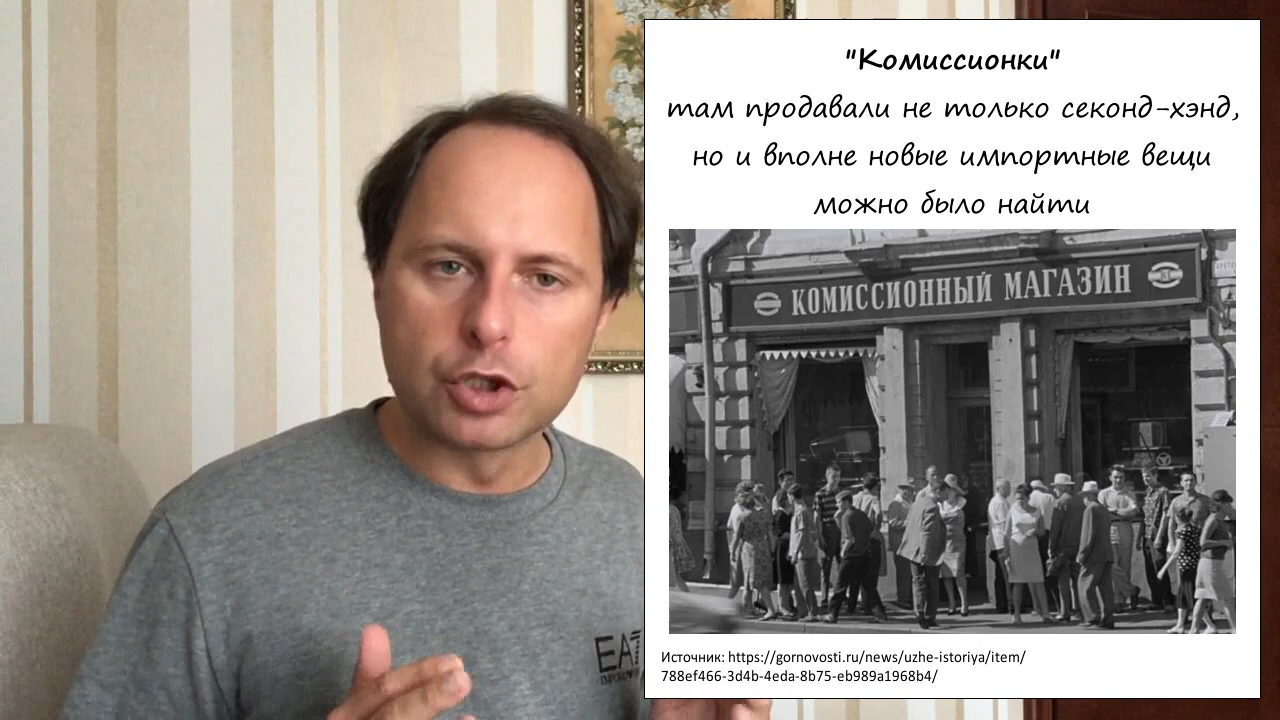 "Комиссионки"
там продавали не только секонд-хэнд,
но и вполне новые импортные вещи
можно было найти
КОМИССИОННЫЙ МАГАЗИН
EA7
Источник: https://gornovosti.ru/news/uzhe-istoriya/item/
788ef466-3d4b-4eda-8b75-eb989a1968b4/